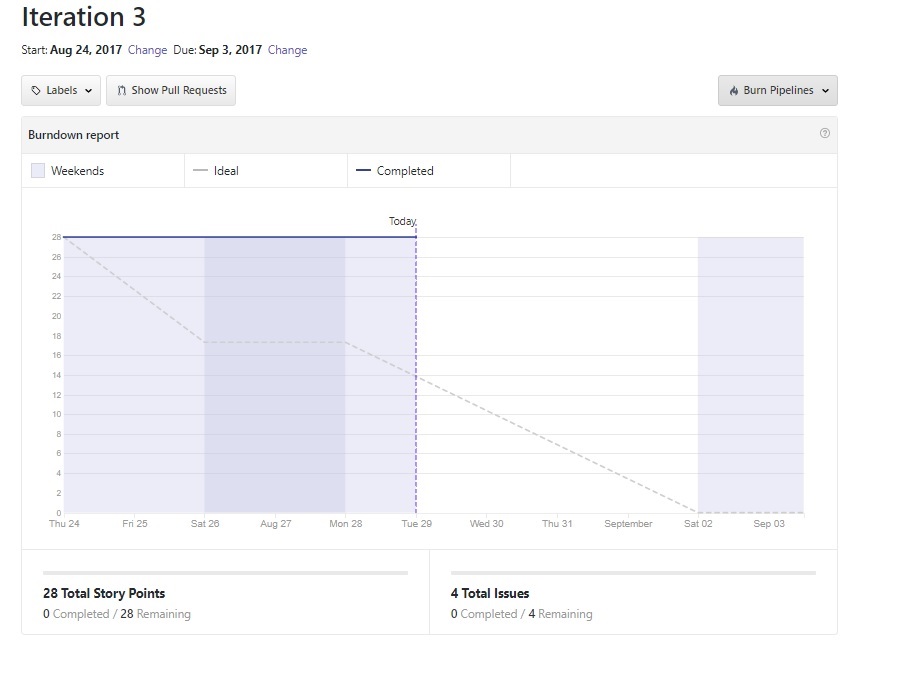 Iteration 3
Start: Aug 24, 2017 Change Due: Sep 3, 2017 Change
Labels Show Pull Requests Burn Pipelines
Burndown report
Weekends Ideal Completed
Today
28
26
24
22
20
18
16
14
12
10
8
6
4
2
0
Thu 24 Fri 25 Sat 26 Aug 27 Mon 28 Tue 29 Wed 30 Thu 31 September Sat 02 Sep 03
28 Total Story Points
0 Completed / 28 Remaining
4 Total Issues
0 Completed / 4 Remaining